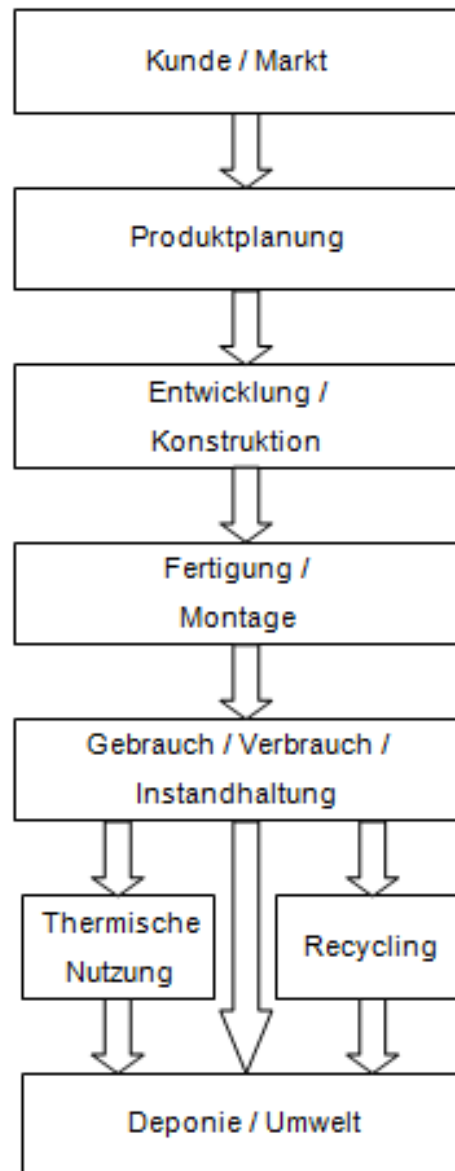 Kunde / Markt
Produktplanung
Entwicklung /
Konstruktion
Fertigung /
Montage
Gebrauch / Verbrauch /
Instandhaltung
Thermische
Nutzung
Recycling
Deponie / Umwelt